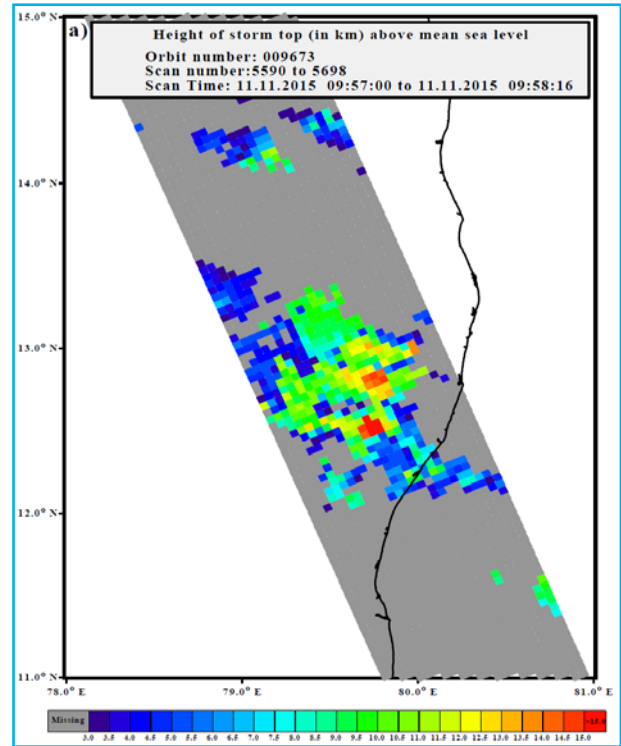 15.0° N
a)
Height of storm top (in km) above mean sea level
Orbit number: 009673
Scan number:5590 to 5698
Scan Time: 11.11.2015 09:57:00 to 11.11.2015 09:58:16
14.0° N
13.0° N
12.0° N
11.0° N
78.0° E 79.0° E 80.0° E 81.0° E
Missing >15.0
3.0 3.5 4.0 4.5 5.0 5.5 6.0 6.5 7.0 7.5 8.0 8.5 9.0 9.5 10.0 10.5 11.0 11.5 12.0 12.5 13.0 13.5 14.0 14.5 15.0